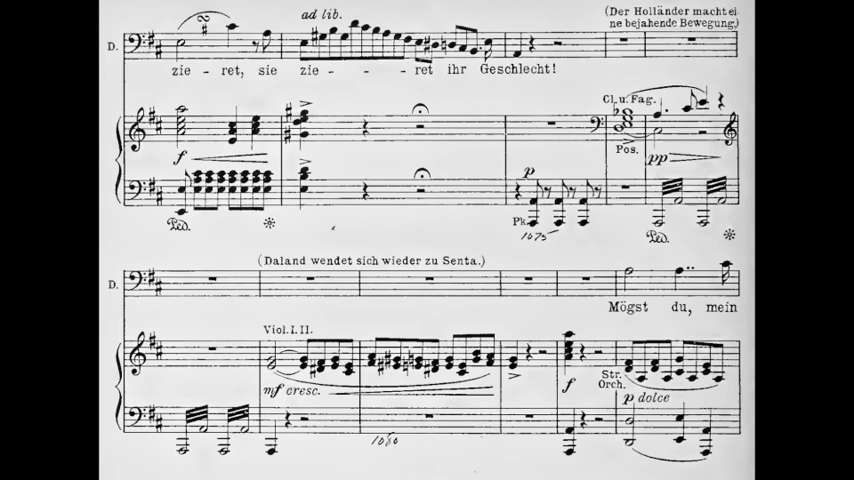 (Der Holländer macht ei
ne bejahende Bewegung.)
ad lib.
D.
zie - ret, sie zie - - - ret ihr Geschlecht!
Cl. u. Fag.
f
Pos.
pp
p
Ped.
Pk.
1075
Ped.
(Daland wendet sich wieder zu Senta.)
D.
Mögst du, mein
Viol. I. II.
mf cresc.
f
Str.
Orch.
p dolce
1080